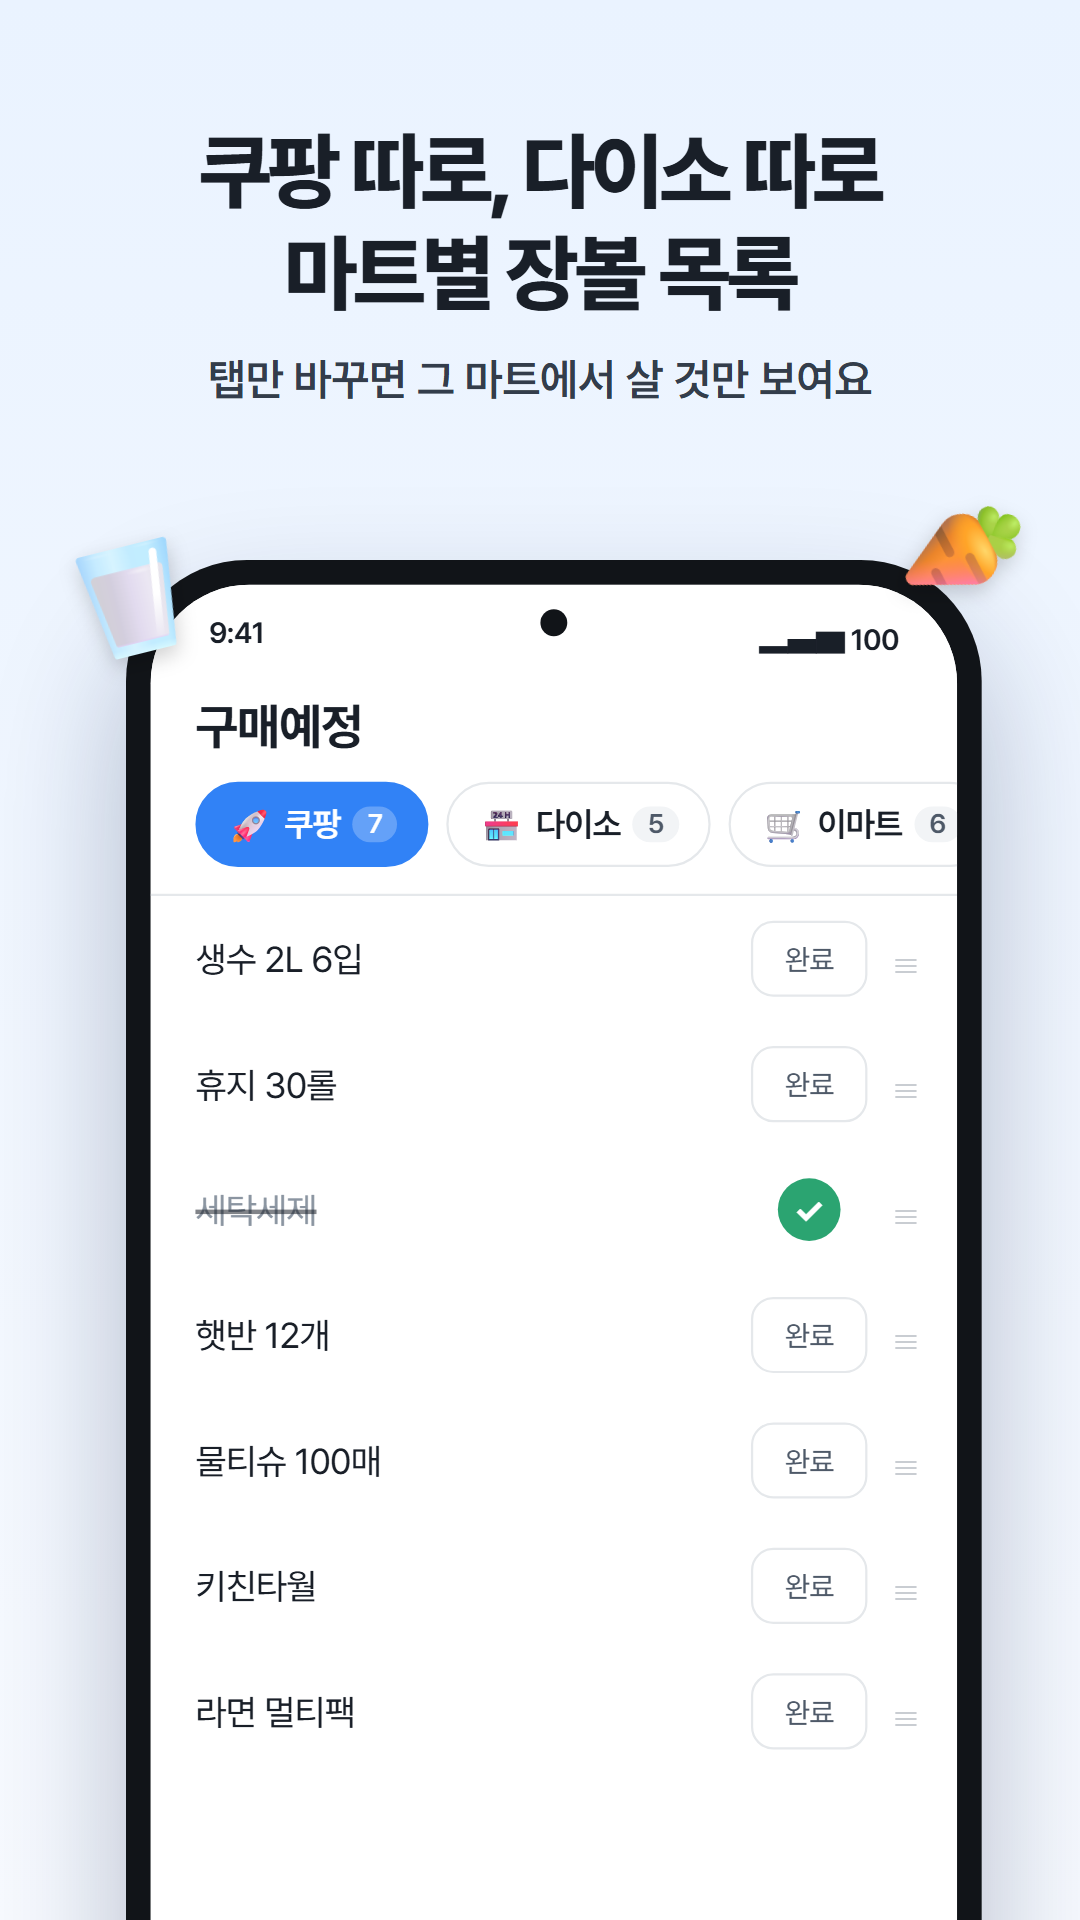 쿠팡 따로, 다이소 따로
마트별 장볼 목록
탭만 바꾸면 그 마트에서 살 것만 보여요
9:41
100
구매예정
쿠팡 7
24H
다이소 5
이마트 6
생수 2L 6입
완료
휴지 30롤
완료
세탁세제
햇반 12개
완료
물티슈 100매
완료
키친타월
완료
라면 멀티팩
완료